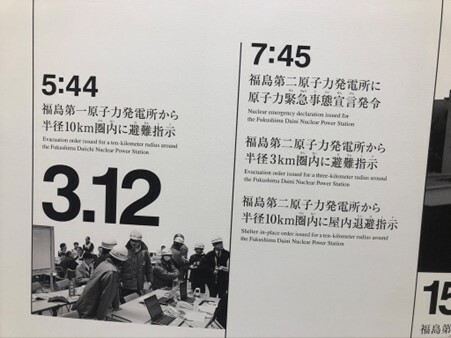 5:44
福島第一原子力発電所から
半径10km圏内に避難指示
Evacuation order issued for a ten-kilometer radius around
the Fukushima Daiichi Nuclear Power Station
3.12
7:45
福島第二原子力発電所に
原子力緊急事態宣言発令
Nuclear emergency declaration issued for
the Fukushima Daini Nuclear Power Station
福島第二原子力発電所から
半径3km圏内に避難指示
Evacuation order issued for a three-kilometer radius around
the Fukushima Daini Nuclear Power Station
福島第二原子力発電所から
半径10km圏内に屋内退避指示
Shelter-in-place order issued for a ten-kilometer radius around
the Fukushima Daini Nuclear Power Station
15
福島第